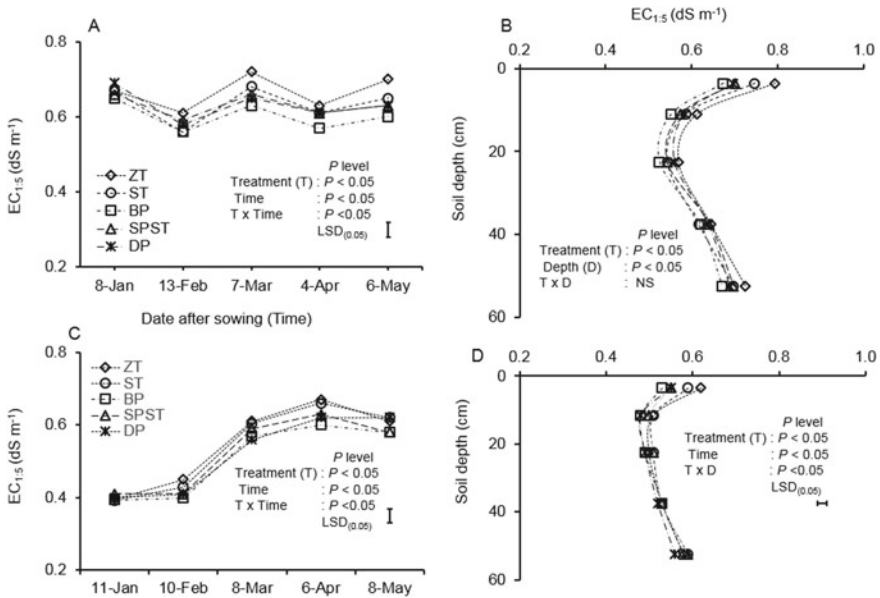 A
EC1:5 (dS m-1)
0.8
0.6
0.4
0.2
ZT
ST
BP
SPST
DP
P level
Treatment (T) : P < 0.05
Time : P < 0.05
T x Time : P <0.05
LSD(0.05)
8-Jan 13-Feb 7-Mar 4-Apr 6-May
Date after sowing (Time)
B
EC1:5 (dS m-1)
0.2 0.4 0.6 0.8 1.0
Soil depth (cm)
0
20
40
60
P level
Treatment (T) : P < 0.05
Depth (D) : P < 0.05
T x D : NS
C
EC1:5 (dS m-1)
0.8
0.6
0.4
0.2
ZT
ST
BP
SPST
DP
P level
Treatment (T) : P < 0.05
Time : P < 0.05
T x Time : P <0.05
LSD(0.05)
11-Jan 10-Feb 8-Mar 6-Apr 8-May
D
0.2 0.4 0.6 0.8 1.0
Soil depth (cm)
0
20
40
60
P level
Treatment (T) : P < 0.05
Time : P < 0.05
T x D : P <0.05
LSD(0.05)